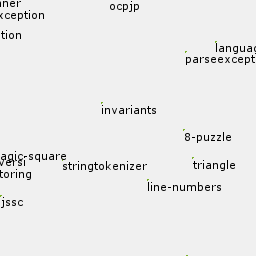 ner
xception
ocpjp
tion
languag
parseexcept
invariants
8-puzzle
agic-square
versi
stringtokenizer
triangle
toring
line-numbers
jssc